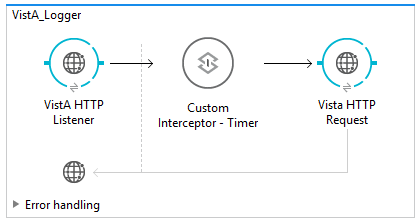 VistA_Logger
VistA HTTP
Listener
Custom
Interceptor - Timer
Vista HTTP
Request
Error handling